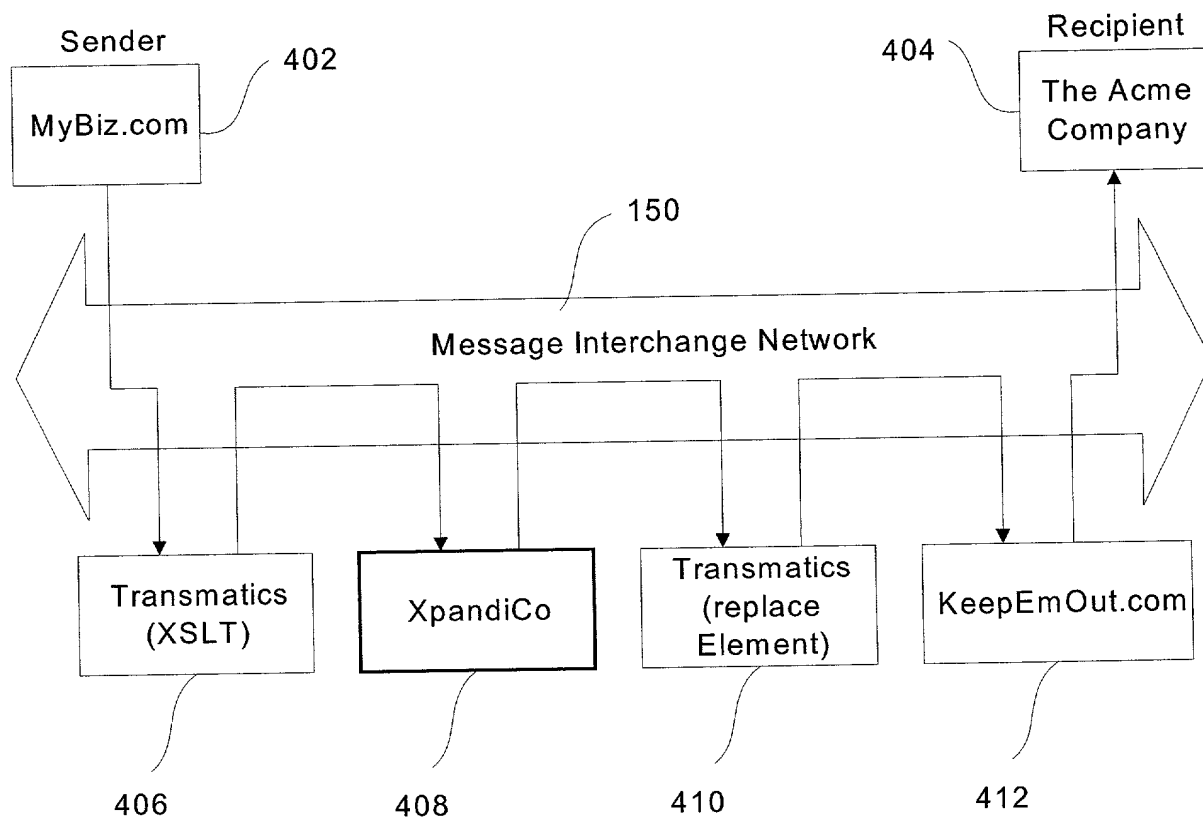 Sender
402
MyBiz.com
Recipient
404
The Acme
Company
150
Message Interchange Network
Transmatics
(XSLT)
XpandiCo
Transmatics
(replace
Element)
KeepEmOut.com
406
408
410
412